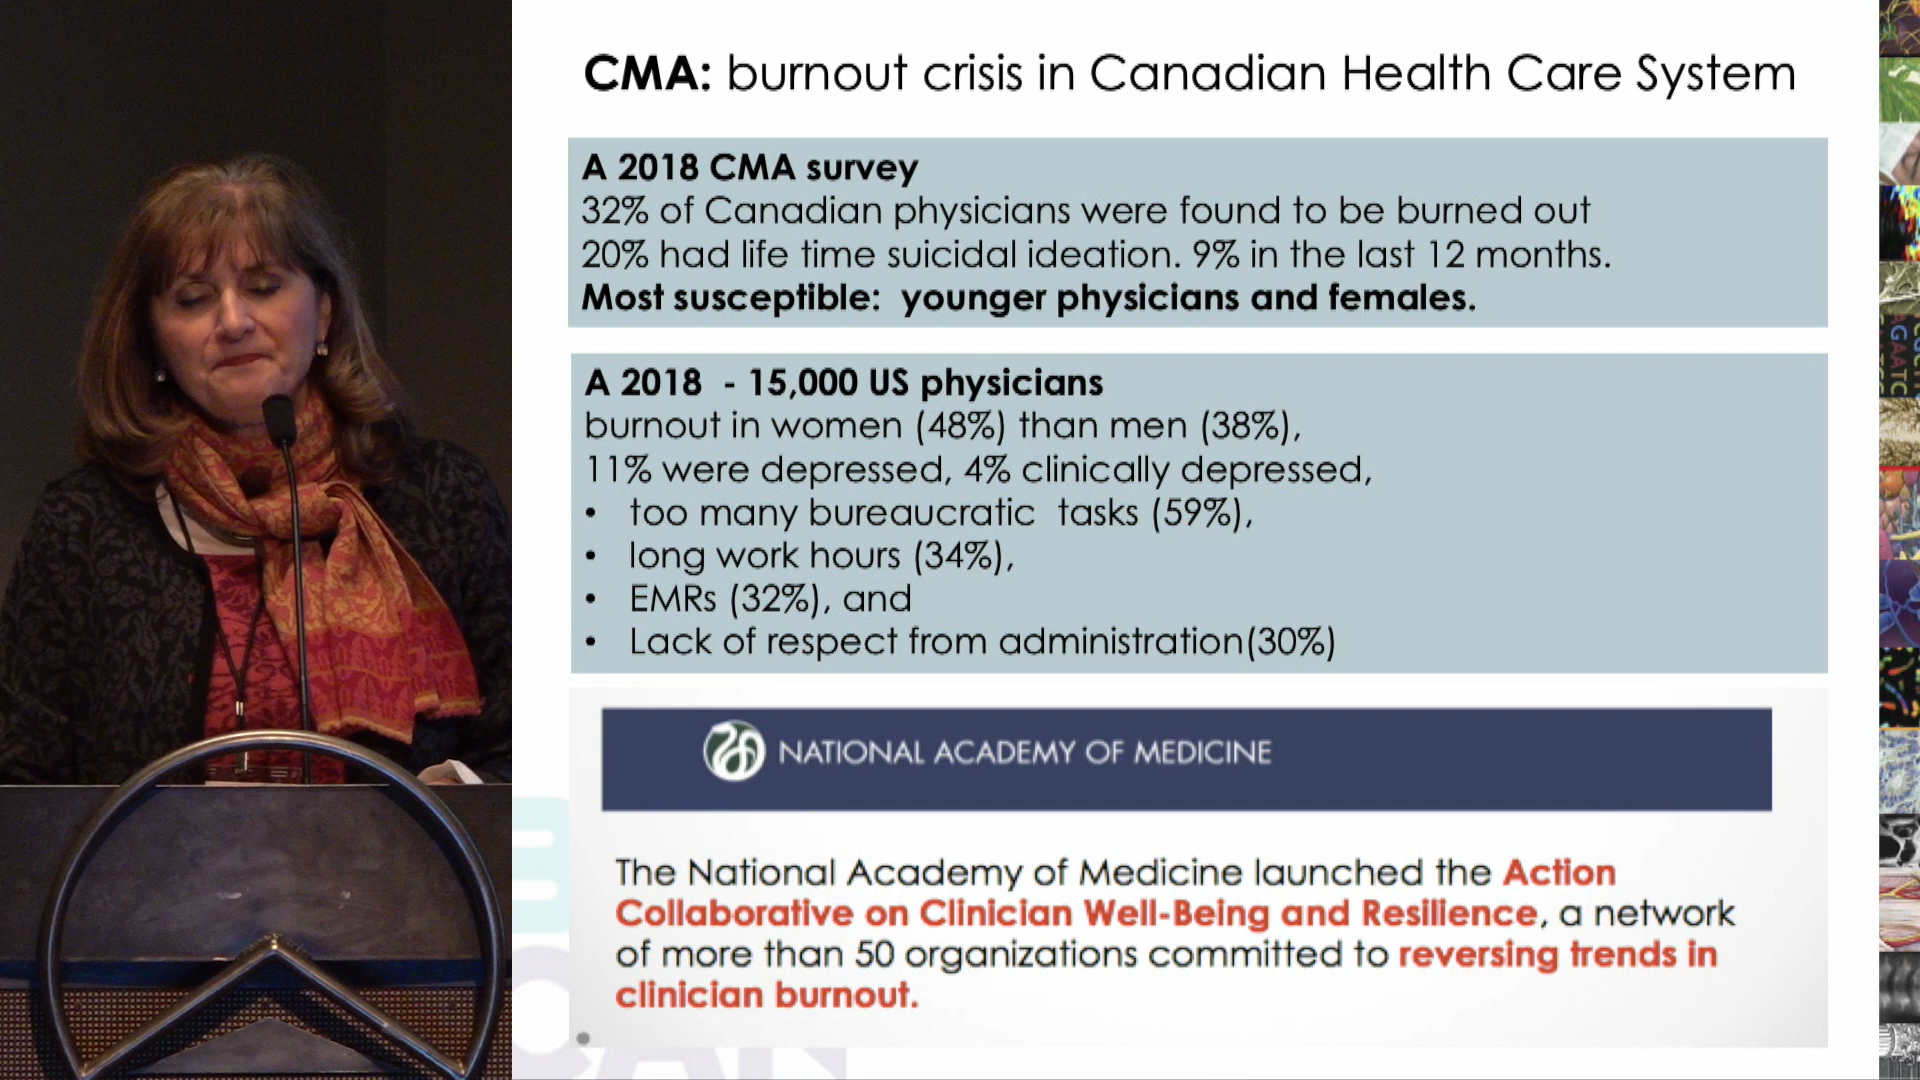 CMA: burnout crisis in Canadian Health Care System
A 2018 CMA survey
32% of Canadian physicians were found to be burned out
20% had life time suicidal ideation. 9% in the last 12 months.
Most susceptible:  younger physicians and females.
A 2018  - 15,000 US physicians
burnout in women (48%) than men (38%),
11% were depressed, 4% clinically depressed,
• too many bureaucratic  tasks (59%),
• long work hours (34%),
• EMRs (32%), and
• Lack of respect from administration(30%)
NATIONAL ACADEMY OF MEDICINE
The National Academy of Medicine launched the Action
Collaborative on Clinician Well-Being and Resilience, a network
of more than 50 organizations committed to reversing trends in
clinician burnout.